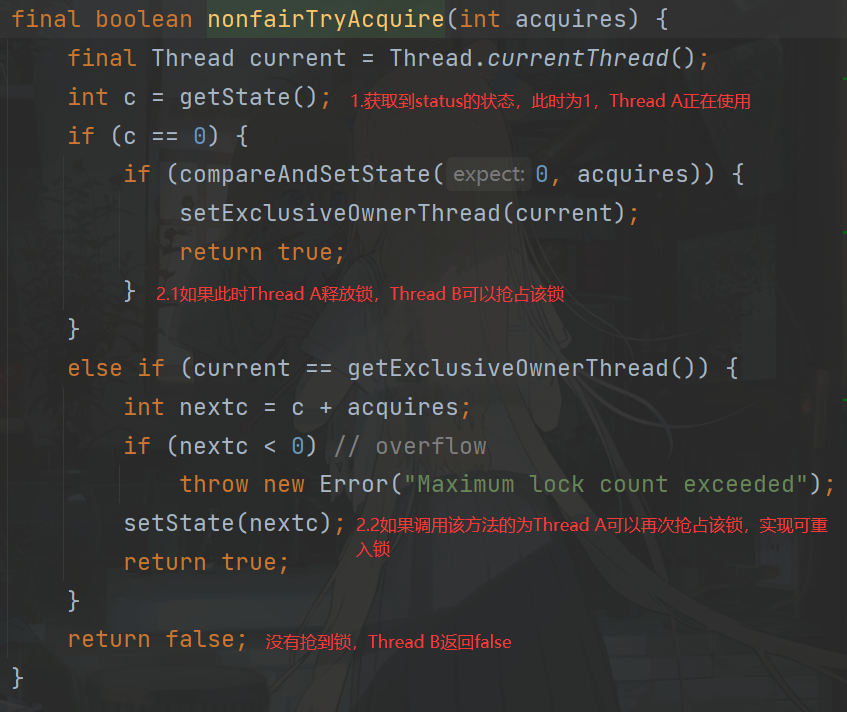 final boolean nonfairTryAcquire(int acquires) {
final Thread current = Thread.currentThread();
int c = getState(); 1.获取到status的状态，此时为1，Thread A正在使用
if (c == 0) {
if (compareAndSetState( expect: 0, acquires)) {
setExclusiveOwnerThread(current);
return true;
} 2.1如果此时Thread A释放锁，Thread B可以抢占该锁
}
else if (current == getExclusiveOwnerThread()) {
int nextc = c + acquires;
if (nextc < 0) // overflow
throw new Error("Maximum lock count exceeded");
setState(nextc); 2.2如果调用该方法的为Thread A可以再次抢占该锁，实现可重
入锁
return true;
}
return false; 没有抢到锁，Thread B返回false
}